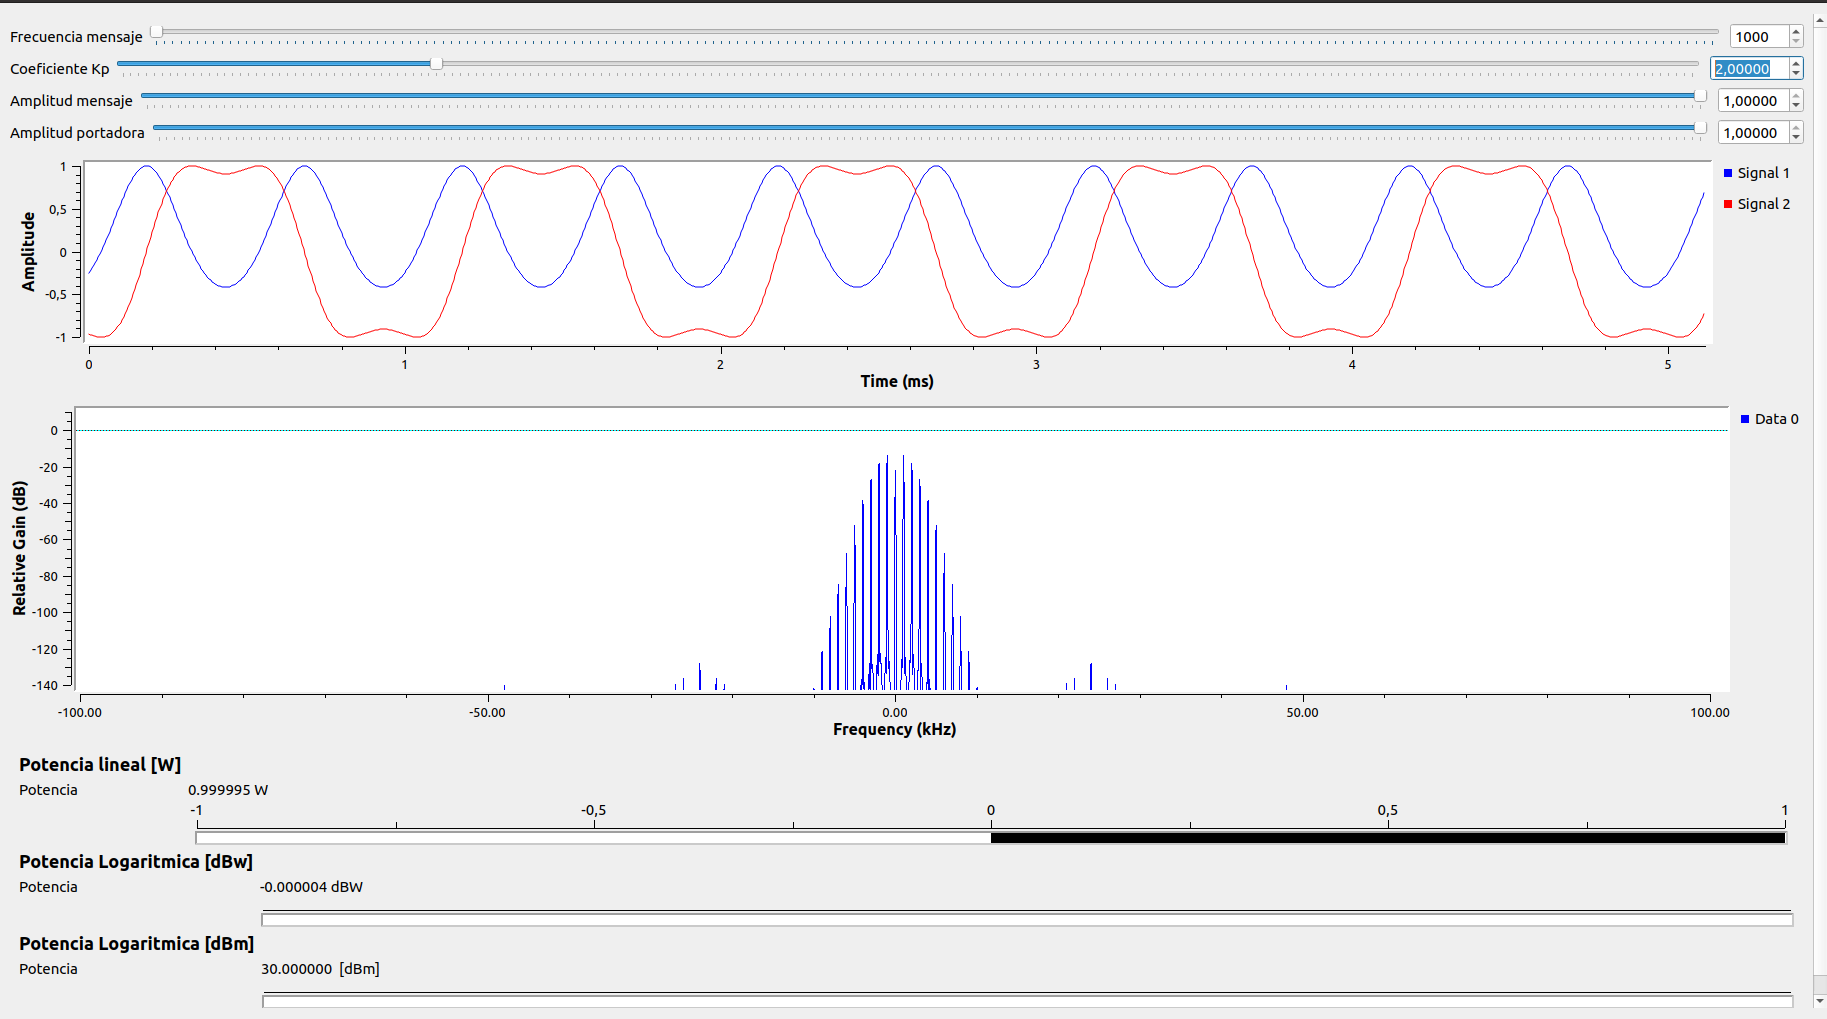 Frecuencia mensaje 1000
Coeficiente Kp 2,00000
Amplitud mensaje 1,00000
Amplitud portadora 1,00000
Signal 1
Signal 2
Amplitude
1
0,5
0
-0,5
-1
0 1 2 3 4 5
Time (ms)
Data 0
Relative Gain (dB)
0
-20
-40
-60
-80
-100
-120
-140
-100.00 -50.00 0.00 50.00 100.00
Frequency (kHz)
Potencia lineal [W]
Potencia 0.999995 W
-1 -0,5 0 0,5 1
Potencia Logaritmica [dBw]
Potencia -0.000004 dBW
Potencia Logaritmica [dBm]
Potencia 30.000000 [dBm]